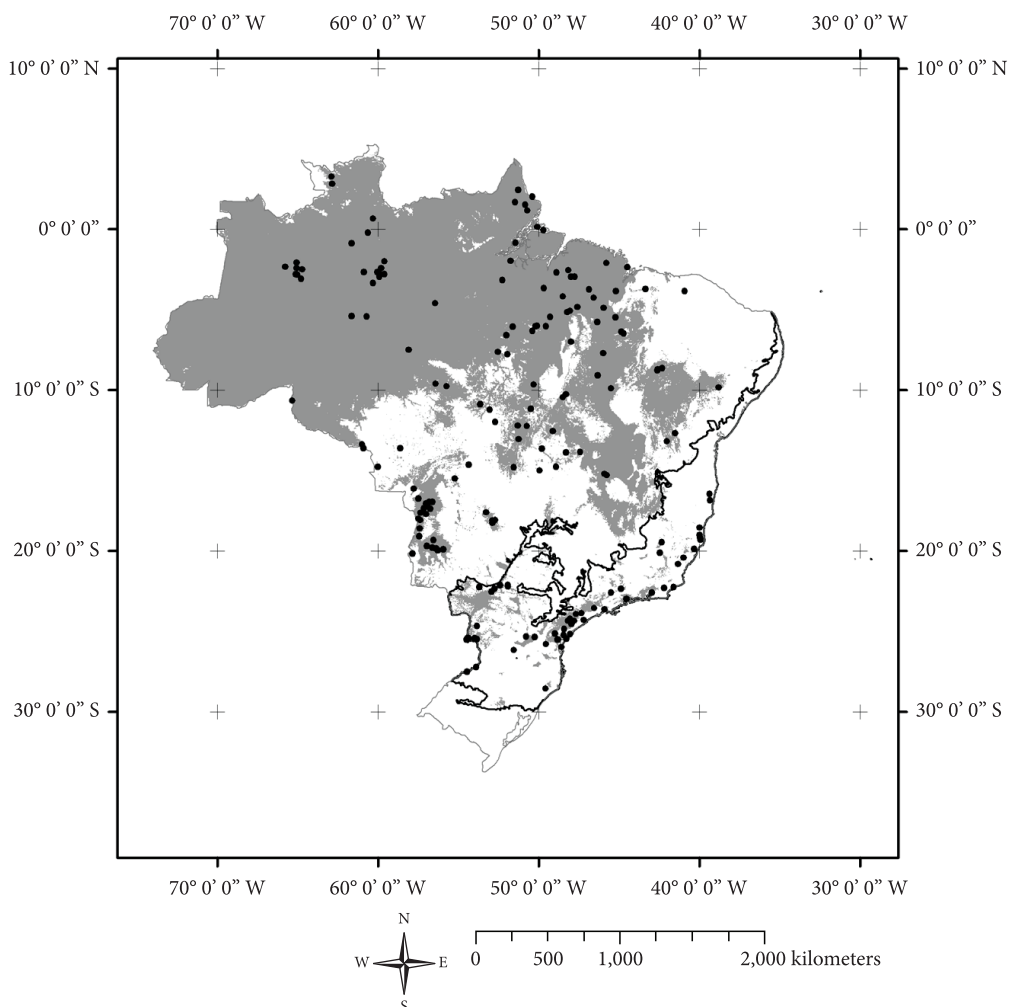 70° 0’ 0” W 60° 0’ 0” W 50° 0’ 0” W 40° 0’ 0” W 30° 0’ 0” W
10° 0’ 0” N 10° 0’ 0” N
0° 0’ 0” 0° 0’ 0”
10° 0’ 0” S 10° 0’ 0” S
20° 0’ 0” S 20° 0’ 0” S
30° 0’ 0” S 30° 0’ 0” S
70° 0’ 0” W 60° 0’ 0” W 50° 0’ 0” W 40° 0’ 0” W 30° 0’ 0” W
N
W E 0 500 1,000 2,000 kilometers
S